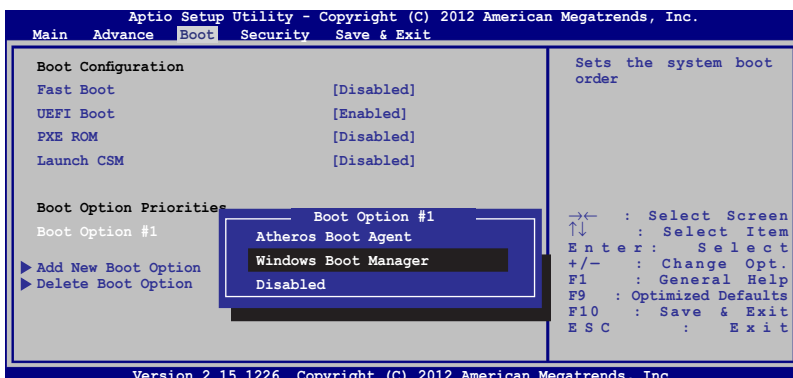 Aptio Setup Utility - Copyright (C) 2012 American Megatrends, Inc.
Main Advance Boot Security Save & Exit
Boot Configuration
Fast Boot [Disabled]
UEFI Boot [Enabled]
PXE ROM [Disabled]
Launch CSM [Disabled]
Boot Option Priorities
Boot Option #1
Add New Boot Option
Delete Boot Option
Boot Option #1
Atheros Boot Agent
Windows Boot Manager
Disabled
Sets the system boot
order
→← : Select Screen
↑↓ : Select Item
Enter: Select
+/— : Change Opt.
F1 : General Help
F9 : Optimized Defaults
F10 : Save & Exit
ESC : Exit
Version 2.15.1226. Copyright (C) 2012 American Megatrends, Inc.